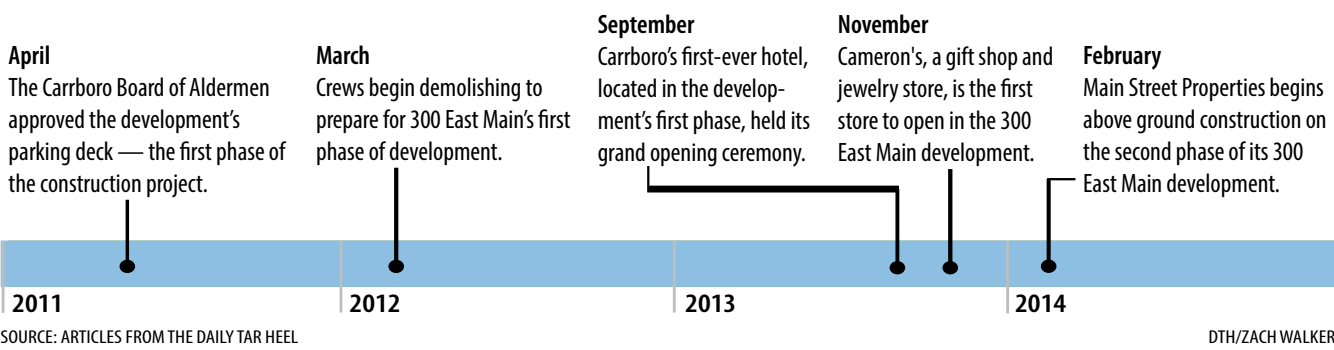 April
The Carrboro Board of Aldermen
approved the development’s
parking deck — the first phase of
the construction project.
March
Crews begin demolishing to
prepare for 300 East Main’s first
phase of development.
September
Carrboro’s first-ever hotel,
located in the develop-
ment’s first phase, held its
grand opening ceremony.
November
Cameron's, a gift shop and
jewelry store, is the first
store to open in the 300
East Main development.
February
Main Street Properties begins
above ground construction on
the second phase of its 300
East Main development.
2011
2012
2013
2014
SOURCE: ARTICLES FROM THE DAILY TAR HEEL
DTH/ZACH WALKER